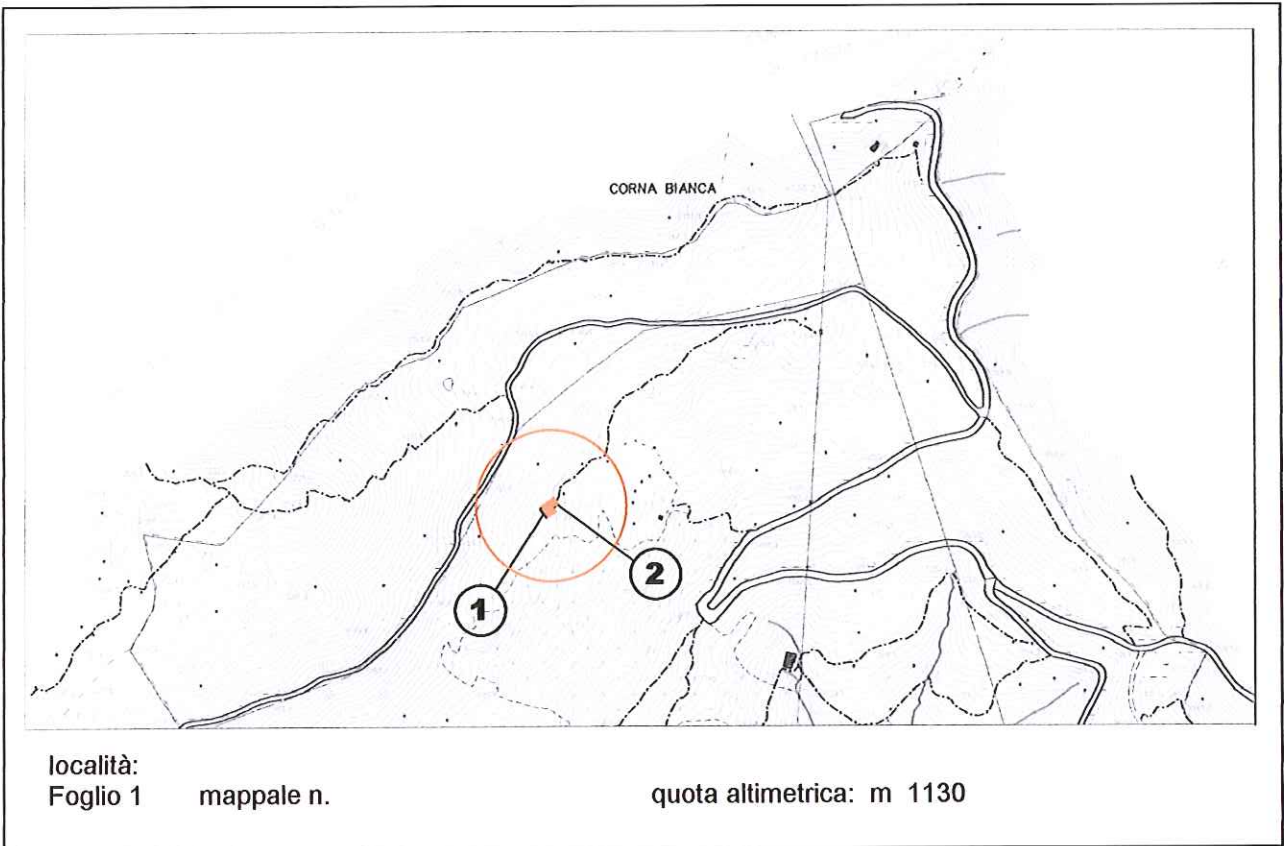 CORNA BIANCA
1
2
località:
Foglio 1 mappale n.
quota altimetrica: m 1130